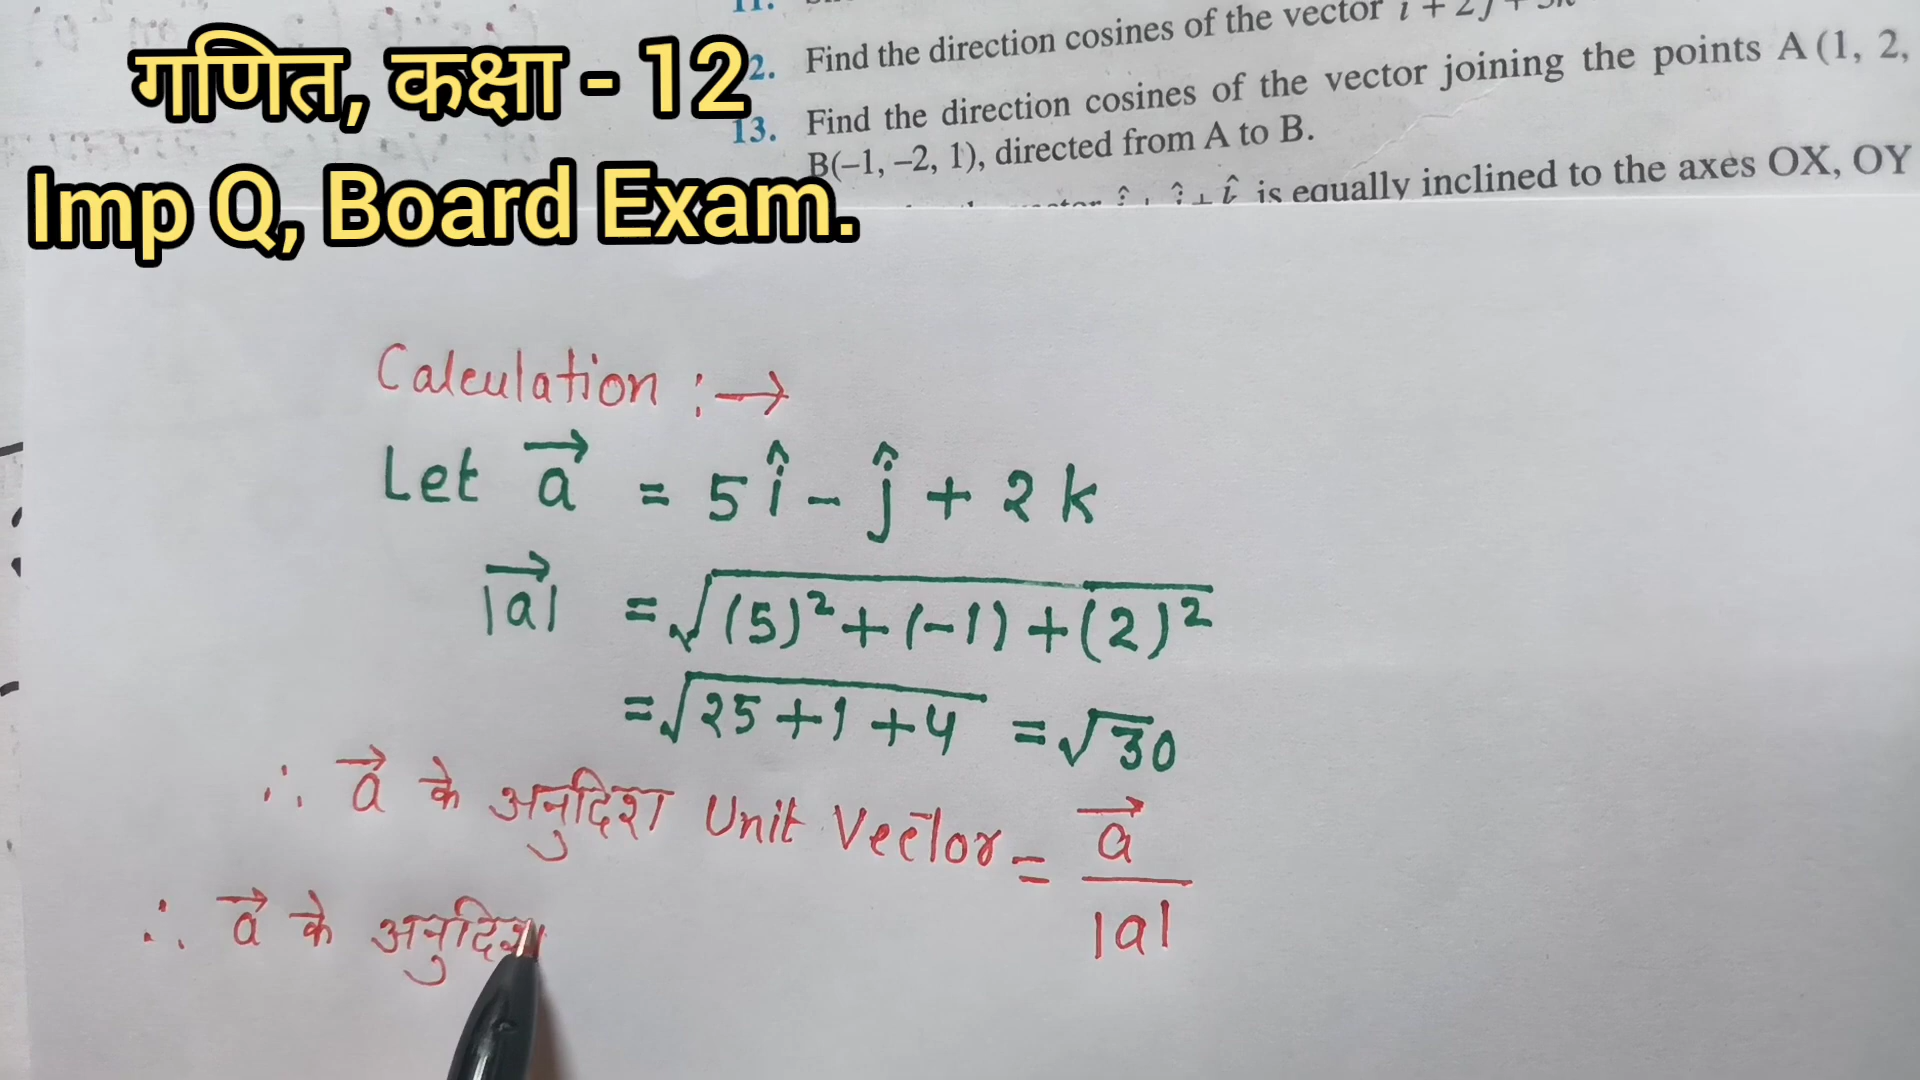 गणित, कक्षा - 12
Imp Q, Board Exam.
11.
2. Find the direction cosines of the vector
13. Find the direction cosines of the vector joining the points A (1, 2,
B(–1, –2, 1), directed from A to B.
is equally inclined to the axes OX, OY
Calculation :→
Let a⃗ = 5î - ĵ + 2k
|a⃗| = √(5)² + (-1) + (2)²
= √25 + 1 + 4 = √30
∴ a⃗ के अनुदिश Unit Vector = a⃗ / |a|
∴ a⃗ के अनुदिश